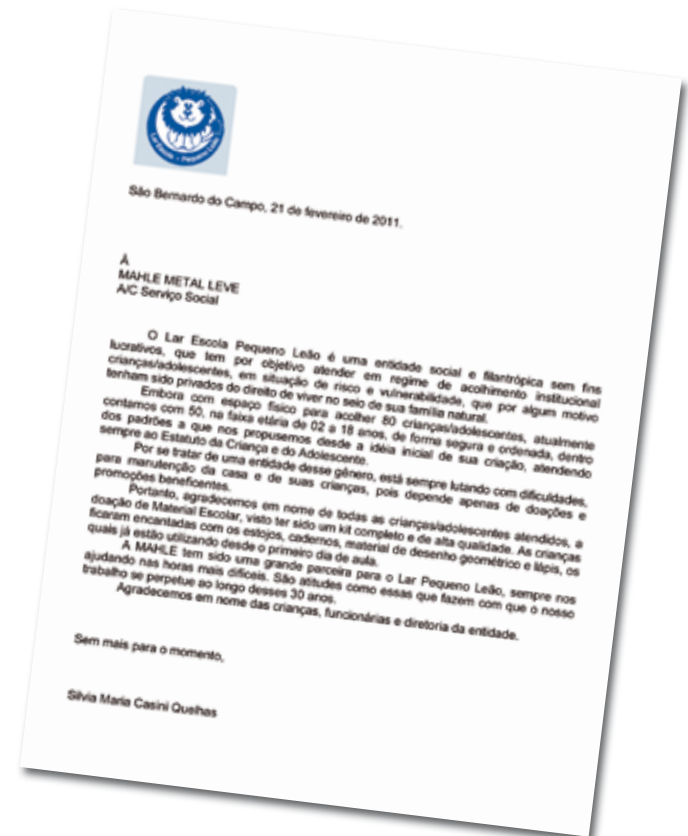 Lar Escola - Pequeno Leão
São Bernardo do Campo, 21 de fevereiro de 2011.
À
MAHLE METAL LEVE
A/C Serviço Social
O Lar Escola Pequeno Leão é uma entidade social e filantrópica sem fins
lucrativos, que tem por objetivo atender em regime de acolhimento institucional
crianças/adolescentes, em situação de risco e vulnerabilidade, que por algum motivo
tenham sido privados do direito de viver no seio de sua família natural.
Embora com espaço físico para acolher 80 crianças/adolescentes, atualmente
contamos com 50, na faixa etária de 02 a 18 anos, de forma segura e ordenada, dentro
dos padrões a que nos propusemos desde a idéia inicial de sua criação, atendendo
sempre ao Estatuto da Criança e do Adolescente.
Por se tratar de uma entidade desse gênero, está sempre lutando com dificuldades,
para manutenção da casa e de suas crianças, pois depende apenas de doações e
promoções beneficentes.
Portanto, agradecemos em nome de todas as crianças/adolescentes atendidos, a
doação de Material Escolar, visto ter sido um kit completo e de alta qualidade. As crianças
ficaram encantadas com os estojos, cadernos, material de desenho geométrico e lápis, os
quais já estão utilizando desde o primeiro dia de aula.
A MAHLE tem sido uma grande parceira para o Lar Pequeno Leão, sempre nos
ajudando nas horas mais difíceis. São atitudes como essas que fazem com que o nosso
trabalho se perpetue ao longo desses 30 anos.
Agradecemos em nome das crianças, funcionárias e diretoria da entidade.
Sem mais para o momento,
Silvia Maria Casini Quelhas